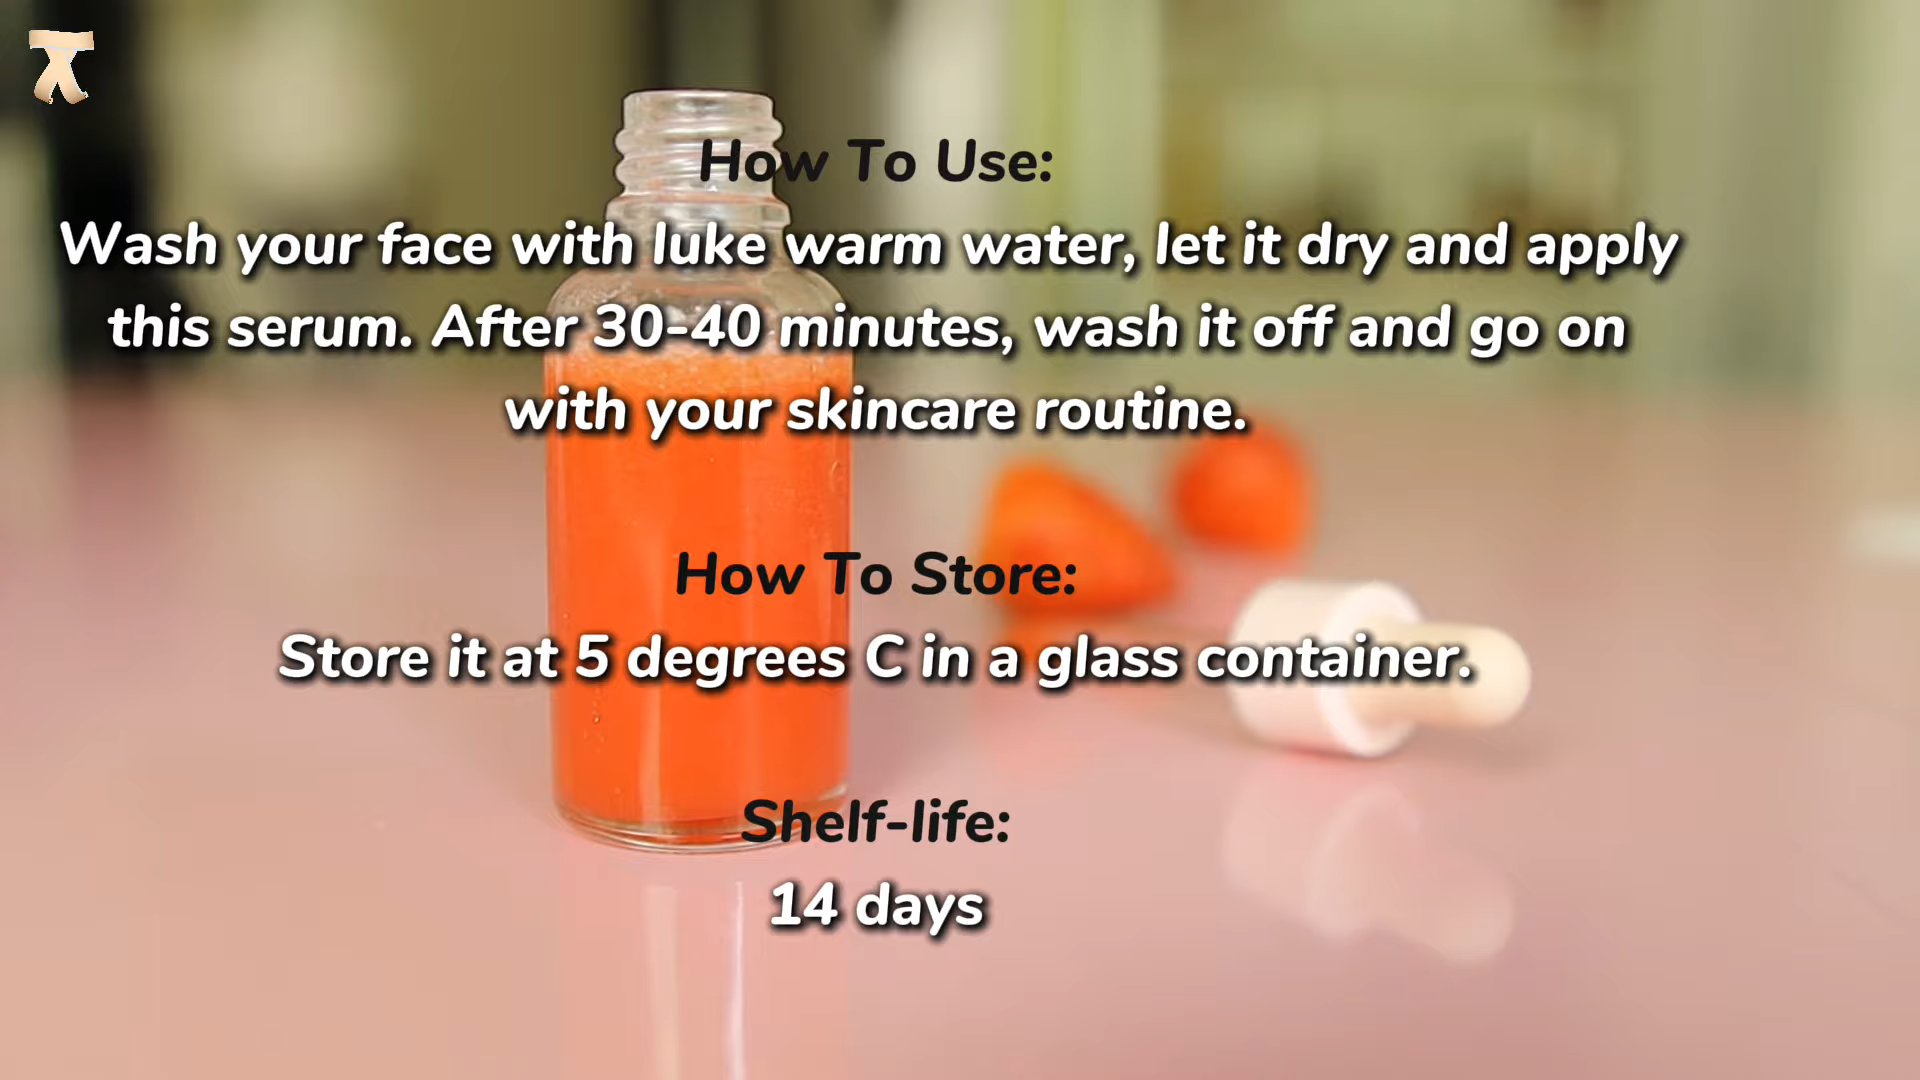 How To Use:
Wash your face with luke warm water, let it dry and apply
this serum. After 30-40 minutes, wash it off and go on
with your skincare routine.
How To Store:
Store it at 5 degrees C in a glass container.
Shelf-life:
14 days